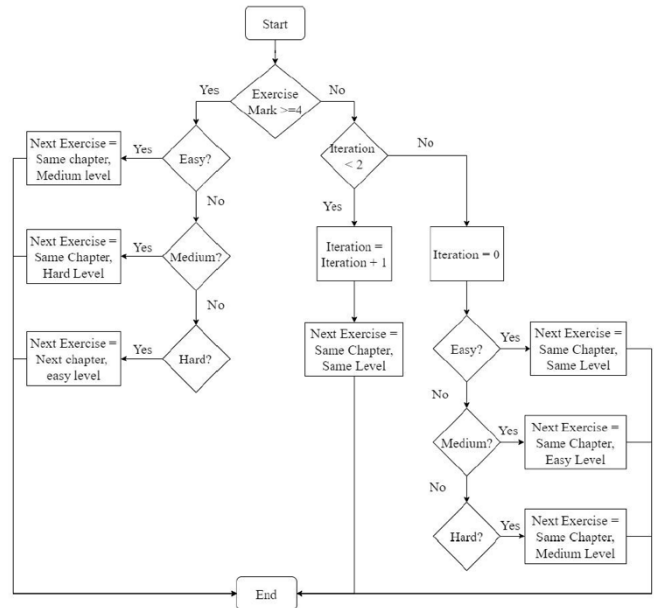 Start
Yes
No
Exercise
Mark >=4
Next Exercise =
Same chapter,
Medium level
Yes
Easy?
Iteration
< 2
No
No
Yes
Next Exercise =
Same Chapter,
Hard Level
Yes
Medium?
Iteration =
Iteration + 1
Iteration = 0
No
Next Exercise =
Next chapter,
easy level
Yes
Hard?
Next Exercise =
Same Chapter,
Same Level
Easy?
Yes
Next Exercise =
Same Chapter,
Same Level
No
Medium?
Yes
Next Exercise =
Same Chapter,
Easy Level
No
Hard?
Yes
Next Exercise =
Same Chapter,
Medium Level
End